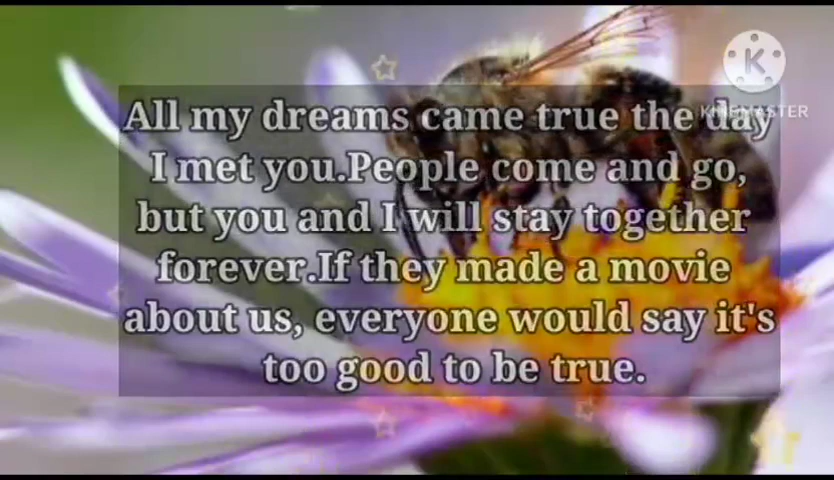 K
KINEMASTER
All my dreams came true the day
I met you.People come and go,
but you and I will stay together
forever.If they made a movie
about us, everyone would say it's
too good to be true.